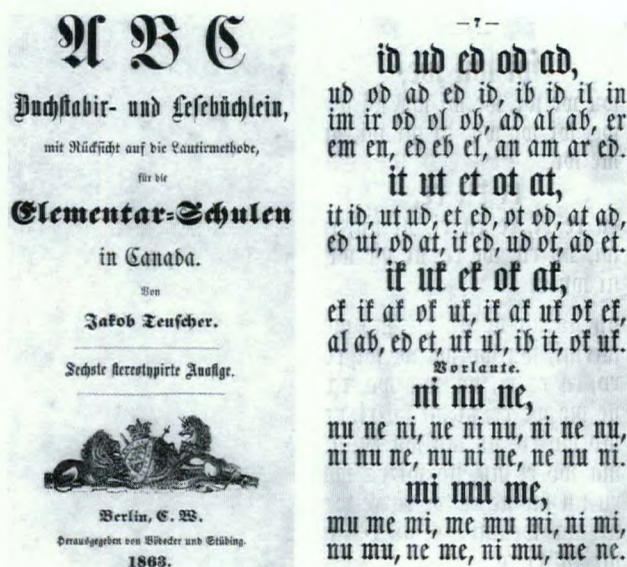 A B C
Buchstabir- und Lesebüchlein,
mit Rücksicht auf die Lautirmethode,
für die
Elementar=Schulen
in Canada.
Von
Jakob Teuscher.
Sechste stereotypirte Auaflge.
Berlin, C. W.
Herausgegeben von Bödecker und Stübing.
1863.
— 7 —
id ud ed od ad,
ud od ad ed id, ib id il in
im ir od ol ob, ad al ab, er
em en, ed eb el, an am ar ed.
it ut et ot at,
it id, ut ud, et ed, ot od, at ad,
ed ut, od at, it ed, ud ot, ad et.
ik uk ek ok ak,
ek ik ak ok uk, ik ak uk ok ek,
al ab, ed et, uk ul, ib it, ok uk.
Vorlaute.
ni nu ne,
nu ne ni, ne ni nu, ni ne nu,
ni nu ne, nu ni ne, ne nu ni.
mi mu me,
mu me mi, me mu mi, ni mi,
nu mu, ne me, ni mu, me ne.